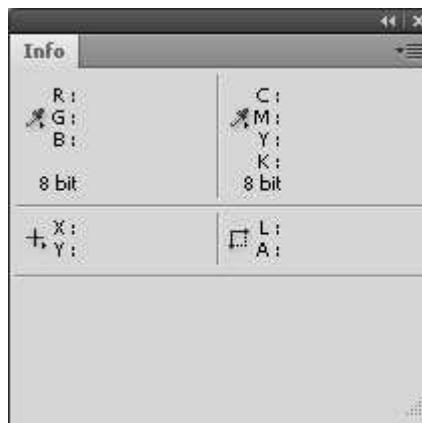 Info
R :
G :
B :
8 bit
C :
M :
Y :
K :
8 bit
X :
Y :
L :
A :